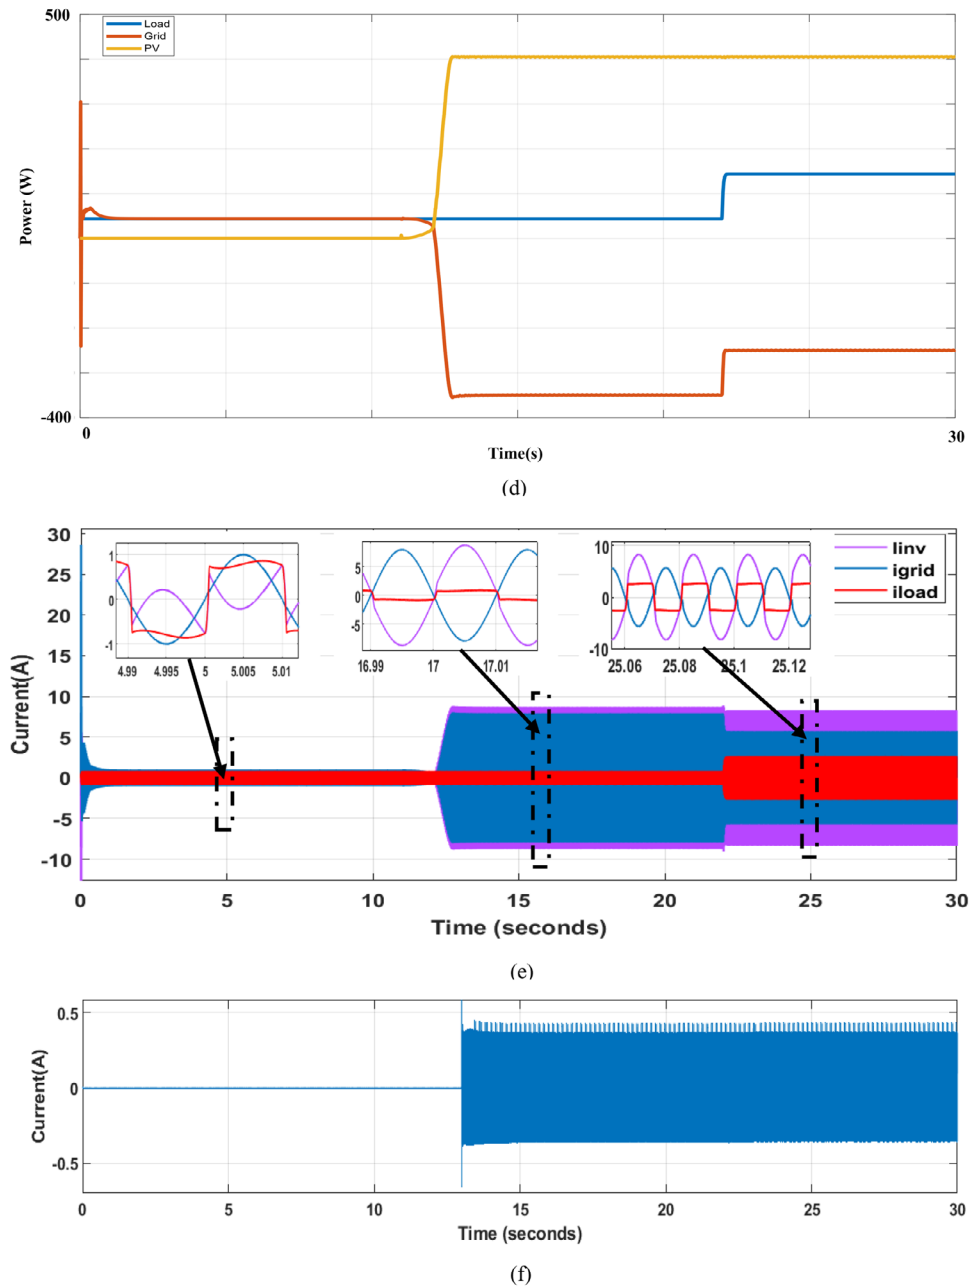 500
Load
Grid
PV
Power (W)
-400
0
30
Time(s)
(d)
30
25
20
15
10
5
0
-5
-10
Current(A)
1
0
-1
4.99 4.995 5 5.005 5.01
5
0
-5
16.99 17 17.01
10
0
-10
25.06 25.08 25.1 25.12
Iinv
igrid
iload
0 5 10 15 20 25 30
Time (seconds)
(e)
0.5
0
-0.5
Current(A)
0 5 10 15 20 25 30
Time (seconds)
(f)